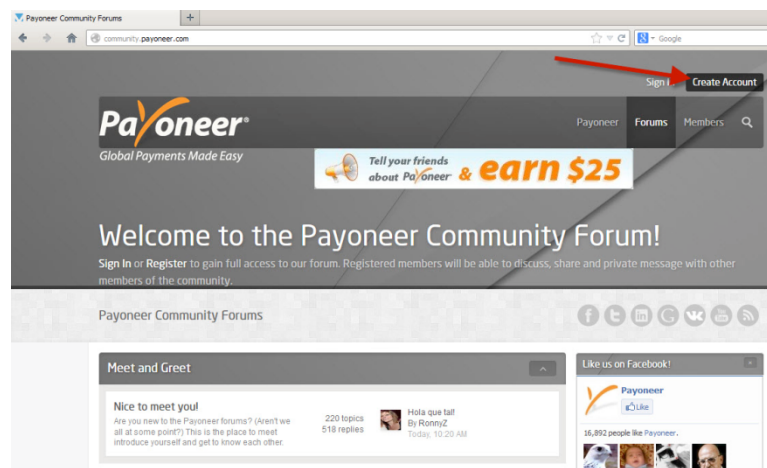 Payoneer Community Forums
community.payoneer.com
Google
Sign In
Create Account
Payoneer
Payoneer
Forums
Members
Global Payments Made Easy
Tell your friends
about Payoneer & earn $25
Welcome to the Payoneer Community Forum!
Sign In or Register to gain full access to our forum. Registered members will be able to discuss, share and private message with other
members of the community.
Payoneer Community Forums
Meet and Greet
Nice to meet you!
Are you new to the Payoneer forums? (Aren't we
all at some point?) This is the place to meet
introduce yourself and get to know each other.
220 topics
518 replies
Hola que tal!
By RonnyZ
Today, 10:20 AM
Like us on Facebook!
Payoneer
Like
16,892 people like Payoneer.